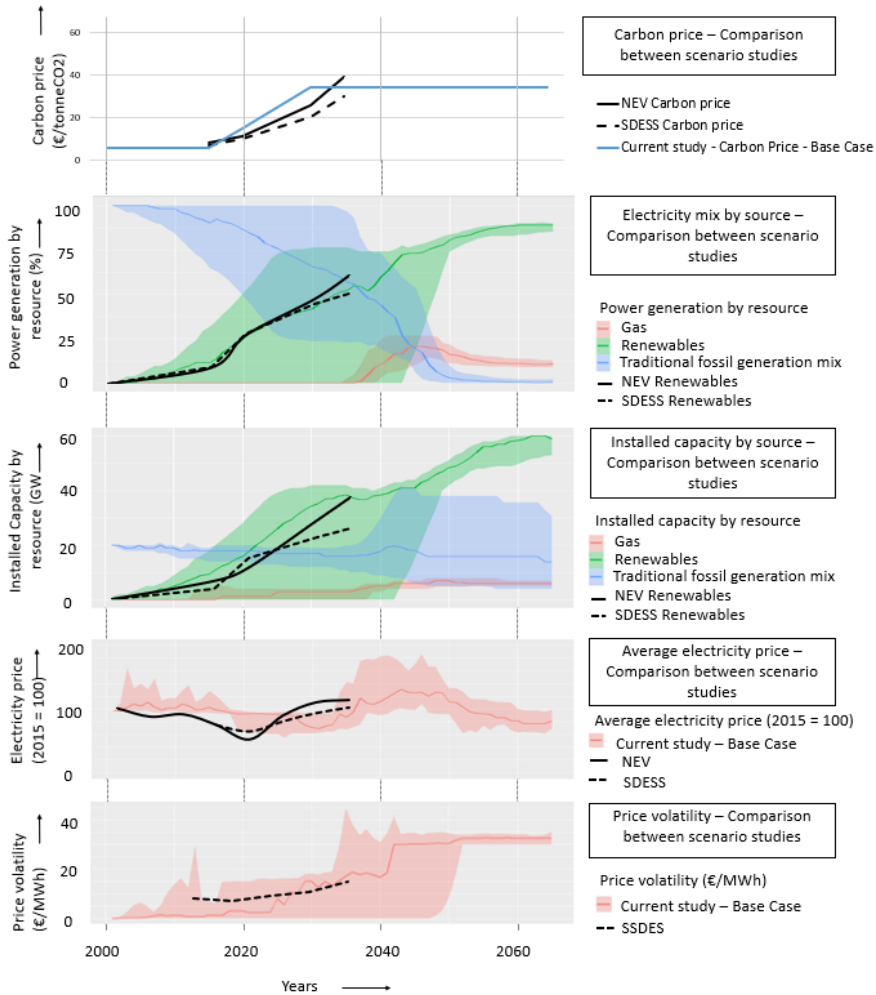 Carbon price
(€/tonneCO2)
60
40
20
0
Carbon price – Comparison
between scenario studies
NEV Carbon price
SDESS Carbon price
Current study - Carbon Price - Base Case
Power generation by
resource (%)
100
75
50
25
0
Electricity mix by source –
Comparison between scenario
studies
Power generation by resource
Gas
Renewables
Traditional fossil generation mix
NEV Renewables
SDESS Renewables
Installed Capacity by
resource (GW
60
40
20
0
Installed capacity by source –
Comparison between scenario
studies
Installed capacity by resource
Gas
Renewables
Traditional fossil generation mix
NEV Renewables
SDESS Renewables
Electricity price
(2015 = 100)
200
100
0
Average electricity price –
Comparison between scenario
studies
Average electricity price (2015 = 100)
Current study – Base Case
NEV
SDESS
Price volatility
(€/MWh)
40
20
0
Price volatility – Comparison
between scenario studies
Price volatility (€/MWh)
Current study – Base Case
SSDES
2000
2020
2040
2060
Years